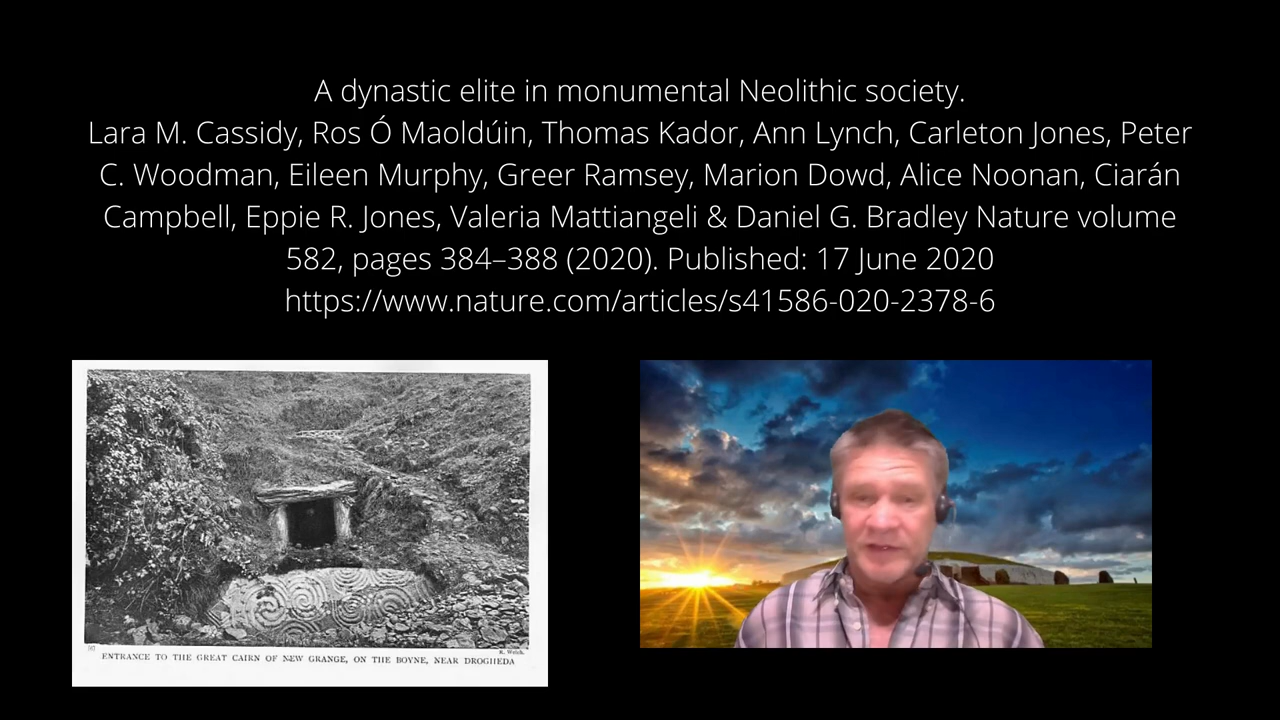 A dynastic elite in monumental Neolithic society.
Lara M. Cassidy, Ros Ó Maoldúin, Thomas Kador, Ann Lynch, Carleton Jones, Peter
C. Woodman, Eileen Murphy, Greer Ramsey, Marion Dowd, Alice Noonan, Ciarán
Campbell, Eppie R. Jones, Valeria Mattiangeli & Daniel G. Bradley Nature volume
582, pages 384–388 (2020). Published: 17 June 2020
https://www.nature.com/articles/s41586-020-2378-6
R. Welch.
ENTRANCE TO THE GREAT CAIRN OF NEW GRANGE, ON THE BOYNE, NEAR DROGHEDA